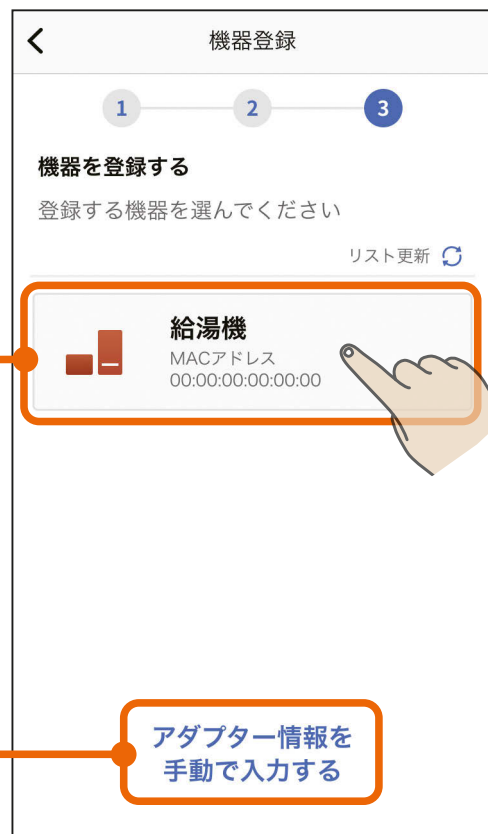 機器登録
1 2 3
機器を登録する
登録する機器を選んでください
リスト更新
給湯機
MACアドレス
00:00:00:00:00:00
アダプター情報を
手動で入力する